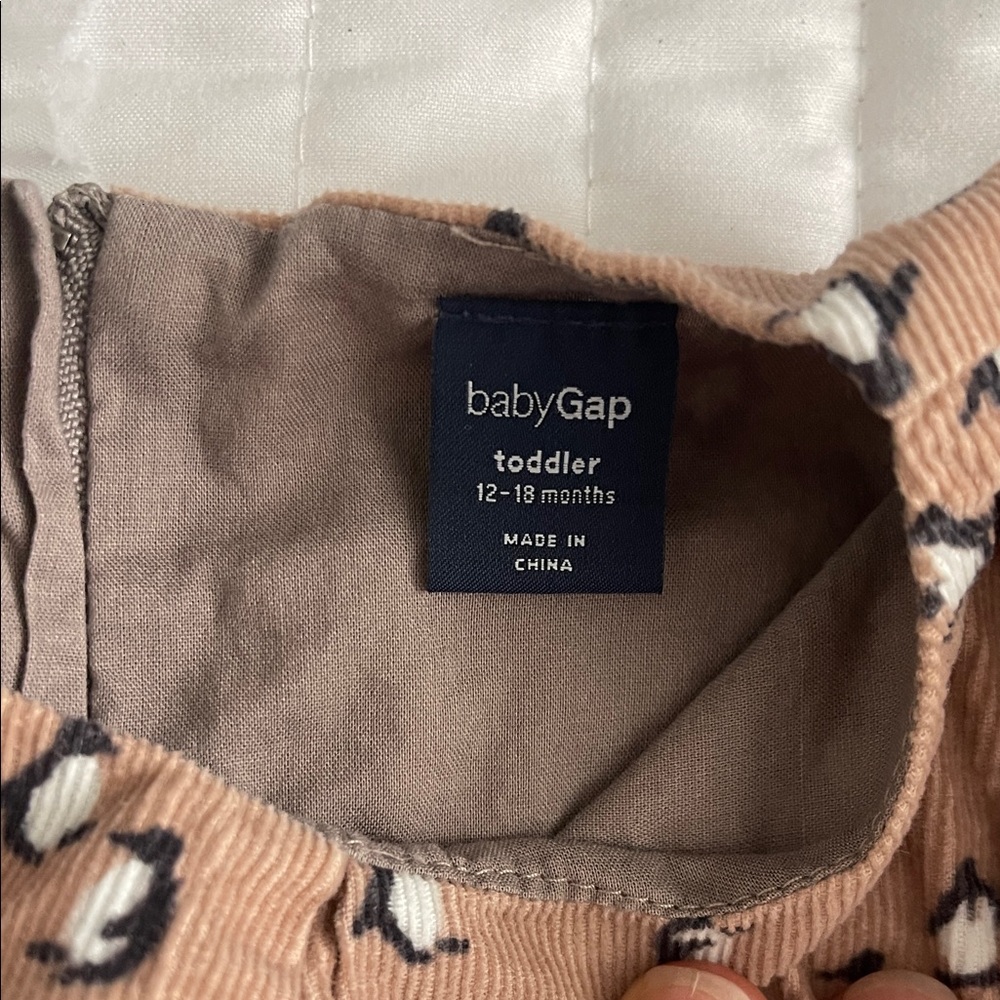 babyGap
toddler
12-18 months
MADE IN
CHINA